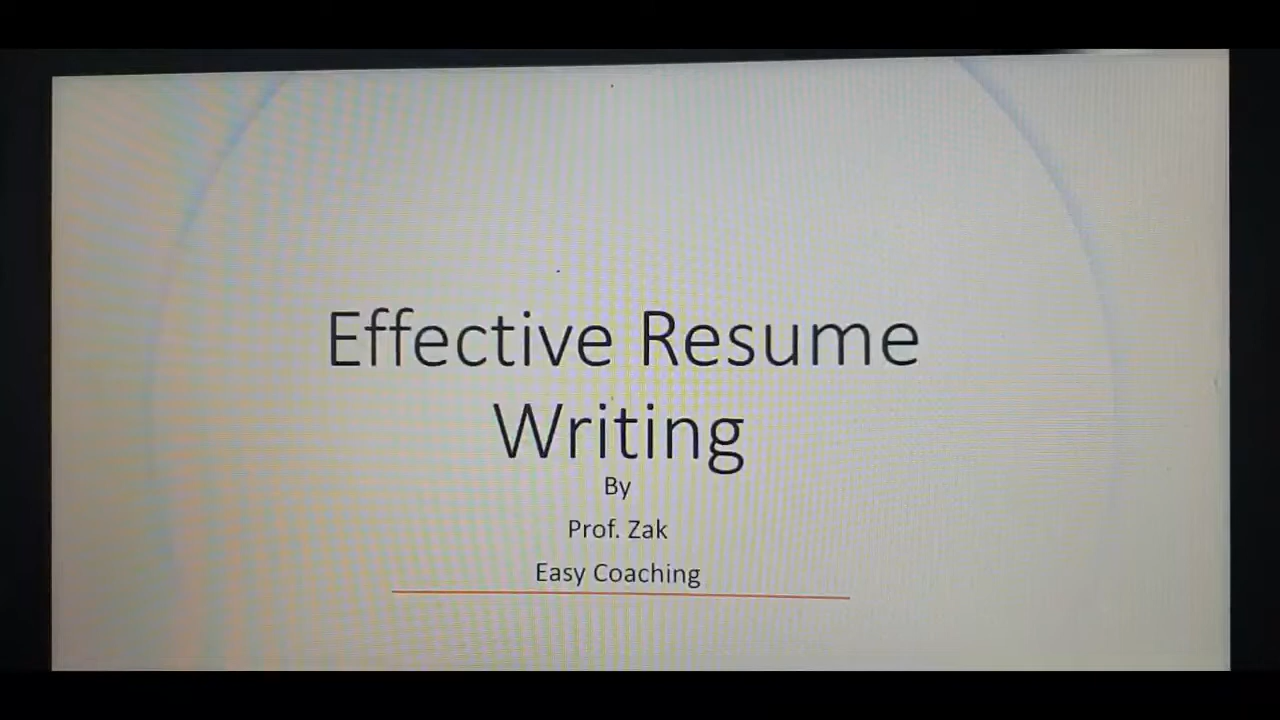 Effective Resume
Writing
By
Prof. Zak
Easy Coaching